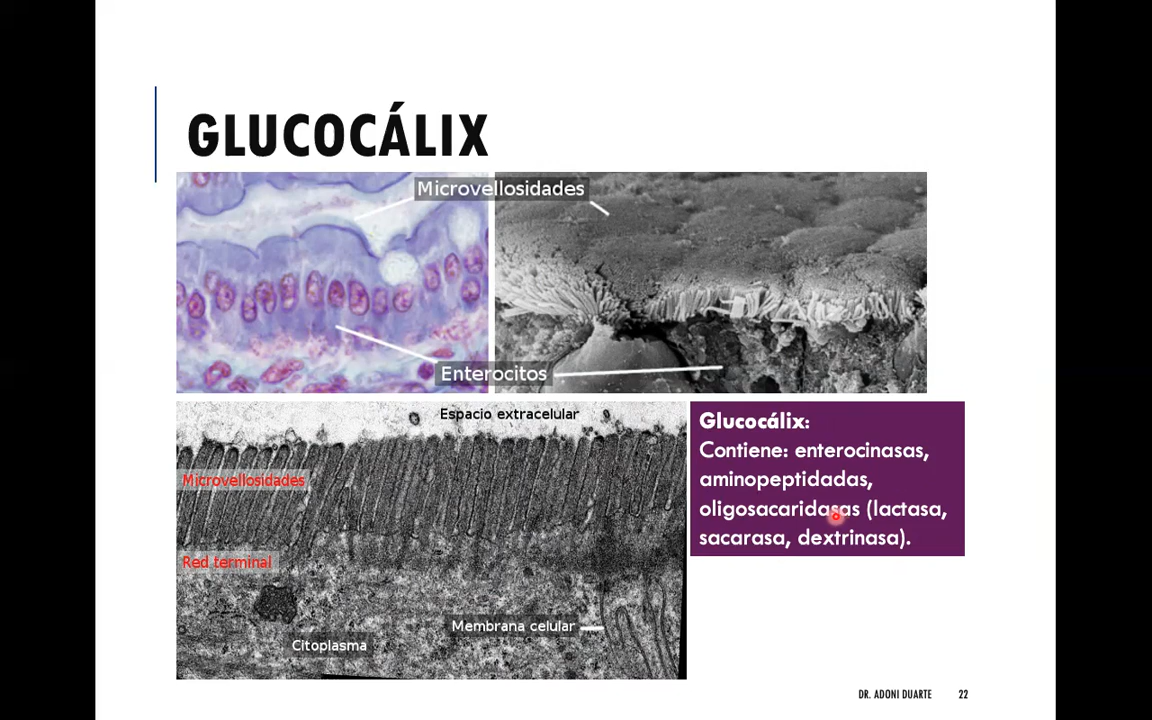 GLUCOCÁLIX
Microvellosidades
Enterocitos
Espacio extracelular
Microvellosidades
Red terminal
Membrana celular
Citoplasma
Glucocálix:
Contiene: enterocinasas,
aminopeptidadas,
oligosacaridasas (lactasa,
sacarasa, dextrinasa).
DR. ADONI DUARTE 22